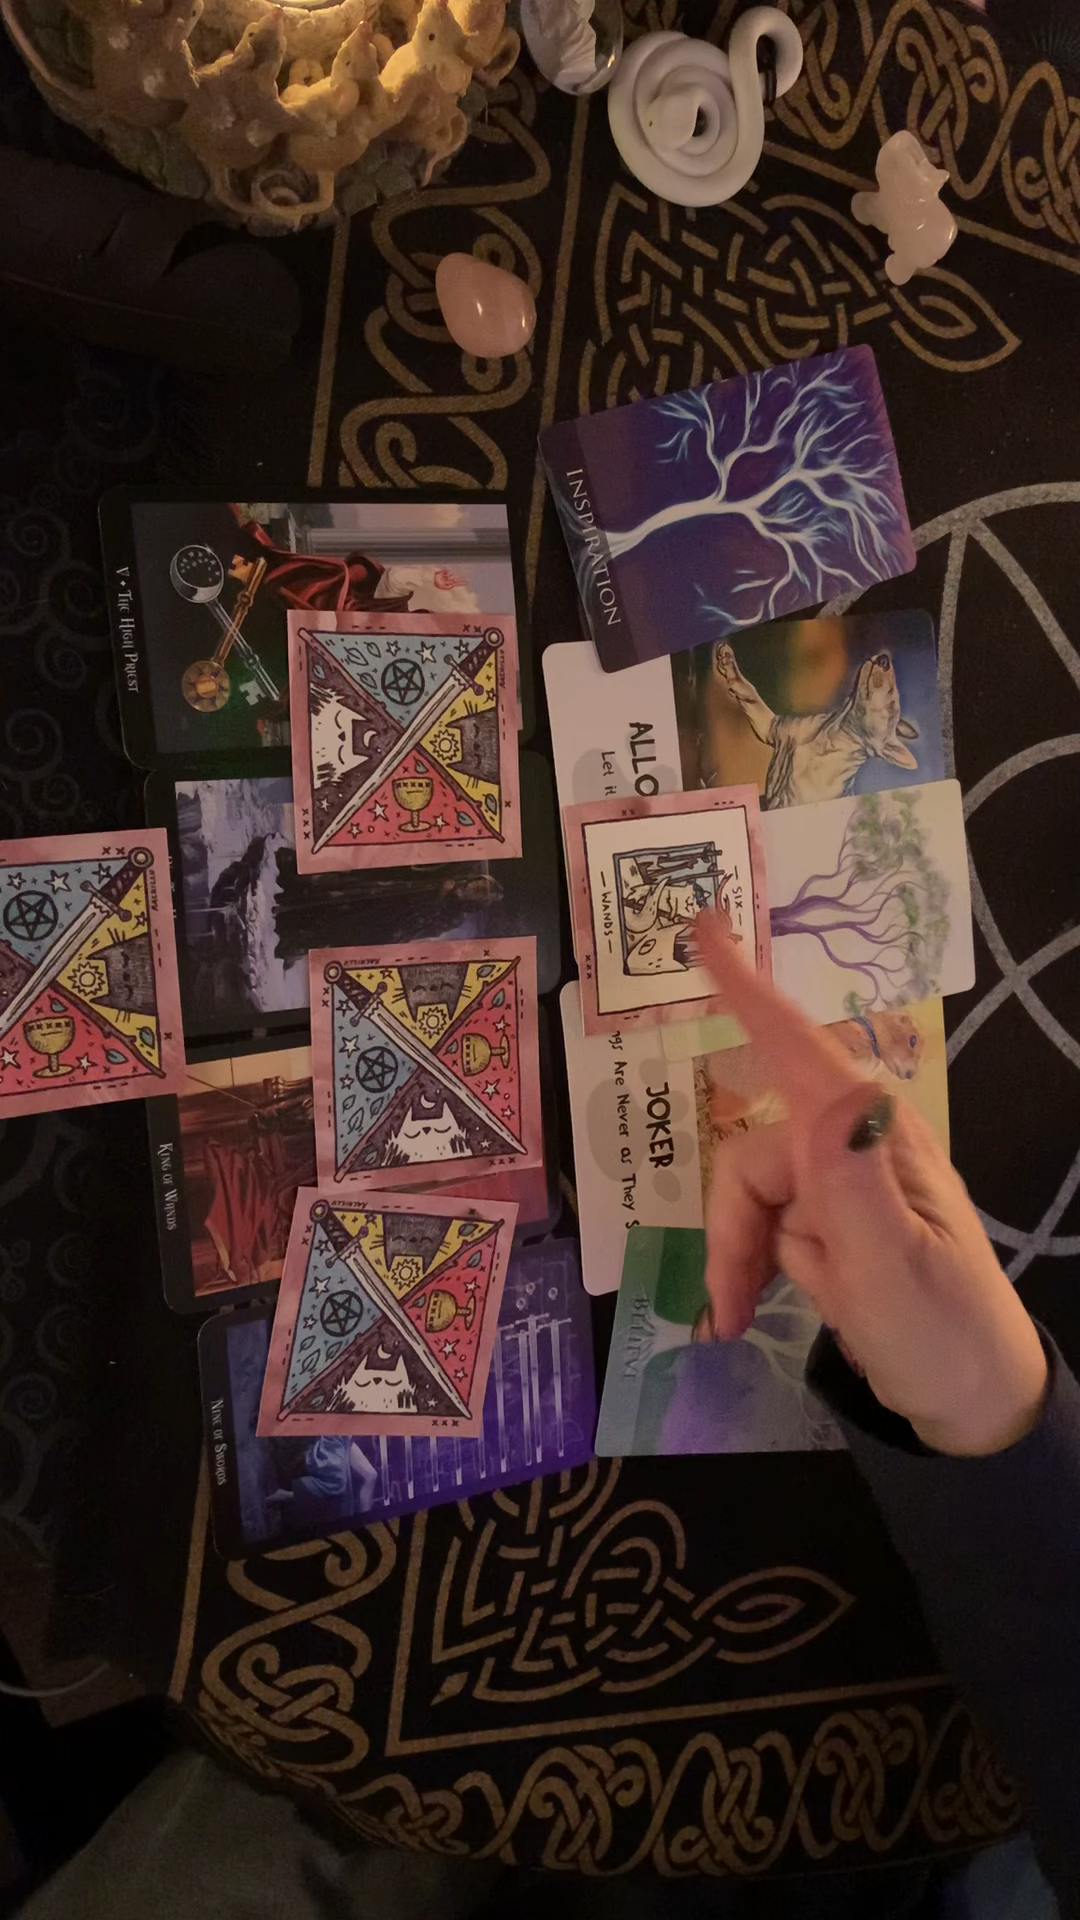 INSPIRATION
V • THE HIGH PRIEST
ALLO
Let it
— SIX —
— WANDS —
KING OF WANDS
JOKER
ngs Are Never as They S
BELIEVE
NINE OF SWORDS